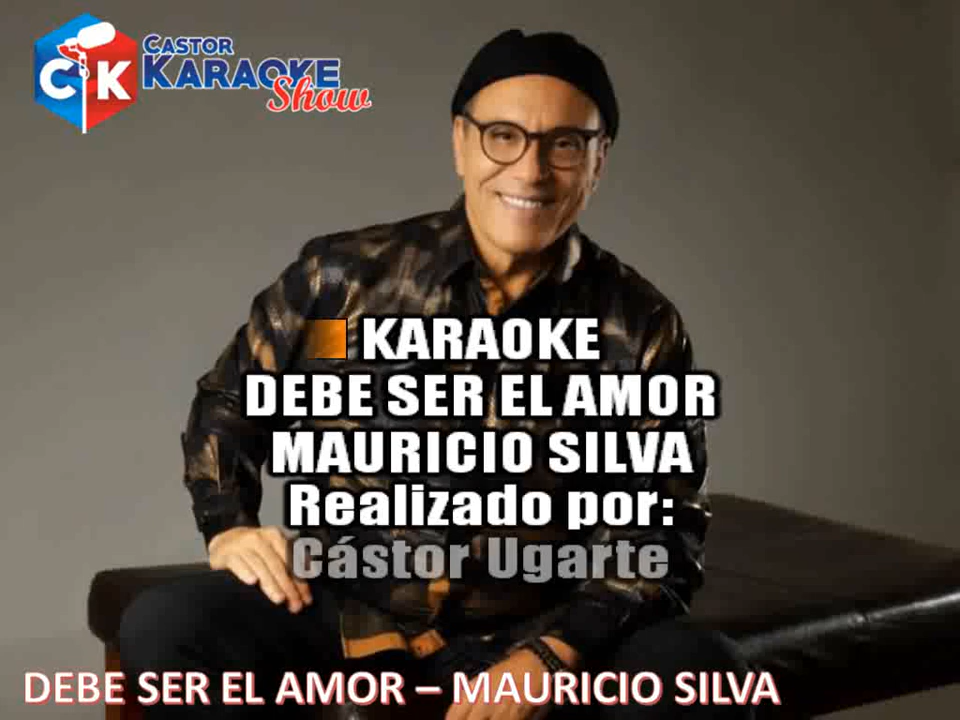 CK
CASTOR
KARAOKE
Show
KARAOKE
DEBE SER EL AMOR
MAURICIO SILVA
Realizado por:
Cástor Ugarte
DEBE SER EL AMOR – MAURICIO SILVA